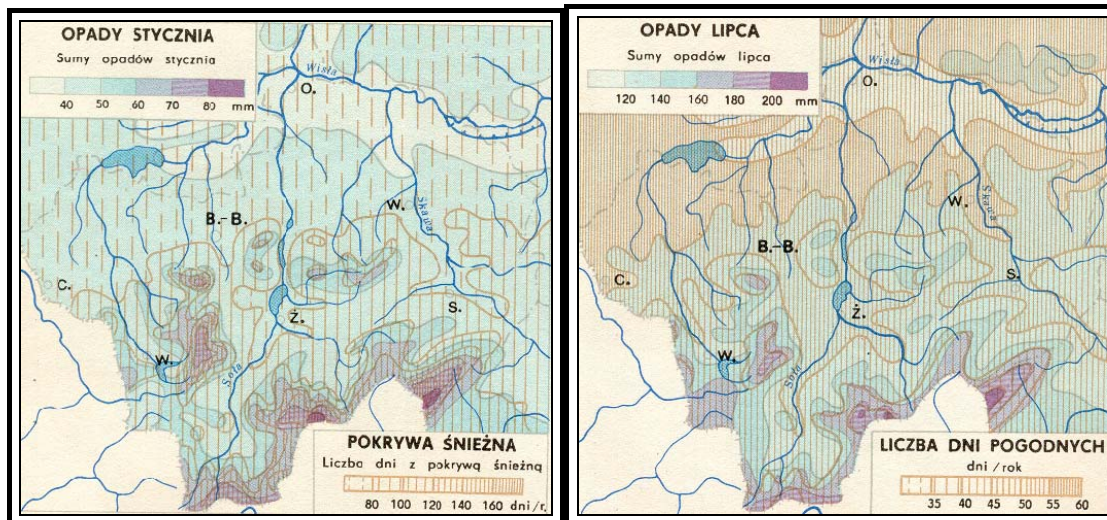 OPADY STYCZNIA
Sumy opadów stycznia
40 50 60 70 80 mm
Wisła
O.
W.
Skawa
B.-B.
C.
S.
Ż.
W.
Soła
POKRYWA ŚNIEŻNA
Liczba dni z pokrywą śnieżną
80 100 120 140 160 dni/r.
OPADY LIPCA
Sumy opadów lipca
120 140 160 180 200 mm
Wisła
O.
W.
Skawa
B.-B.
C.
S.
Ż.
W.
Soła
LICZBA DNI POGODNYCH
dni/rok
35 40 45 50 55 60